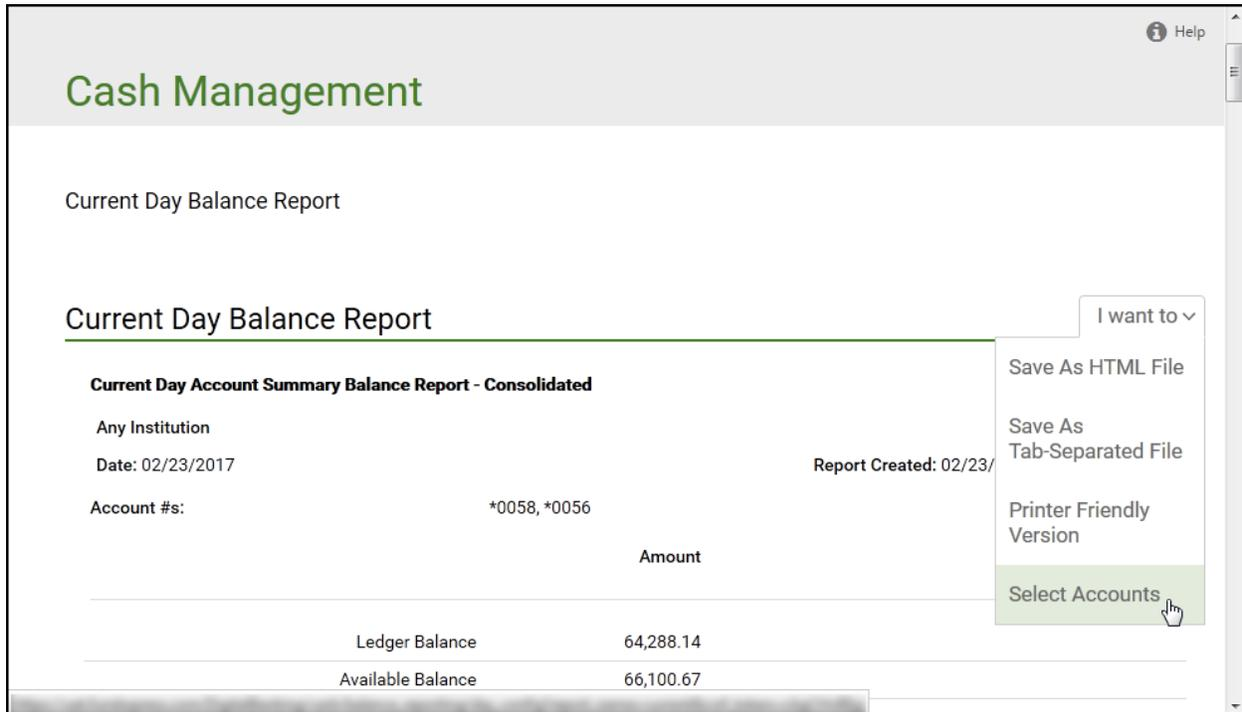 Help
Cash Management
Current Day Balance Report
Current Day Balance Report
I want to
Save As HTML File
Save As
Tab-Separated File
Printer Friendly
Version
Select Accounts
Current Day Account Summary Balance Report - Consolidated
Any Institution
Date: 02/23/2017
Report Created: 02/23/
Account #s: *0058, *0056
Amount
Ledger Balance 64,288.14
Available Balance 66,100.67